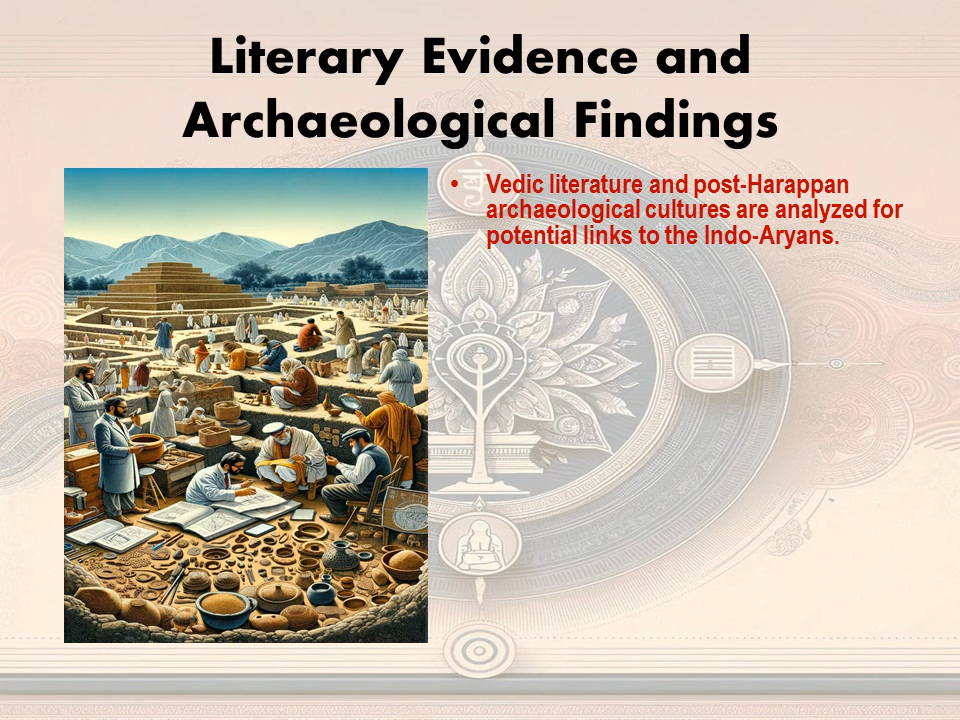 Literary Evidence and
Archaeological Findings
• Vedic literature and post-Harappan
archaeological cultures are analyzed for
potential links to the Indo-Aryans.